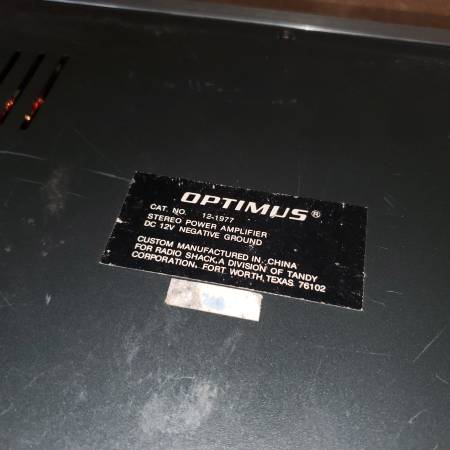 OPTIMUS®
CAT. NO. 12-1977
STEREO POWER AMPLIFIER
DC 12V NEGATIVE GROUND
CUSTOM MANUFACTURED IN CHINA
FOR RADIO SHACK,A DIVISION OF TANDY
CORPORATION. FORT WORTH,TEXAS 76102